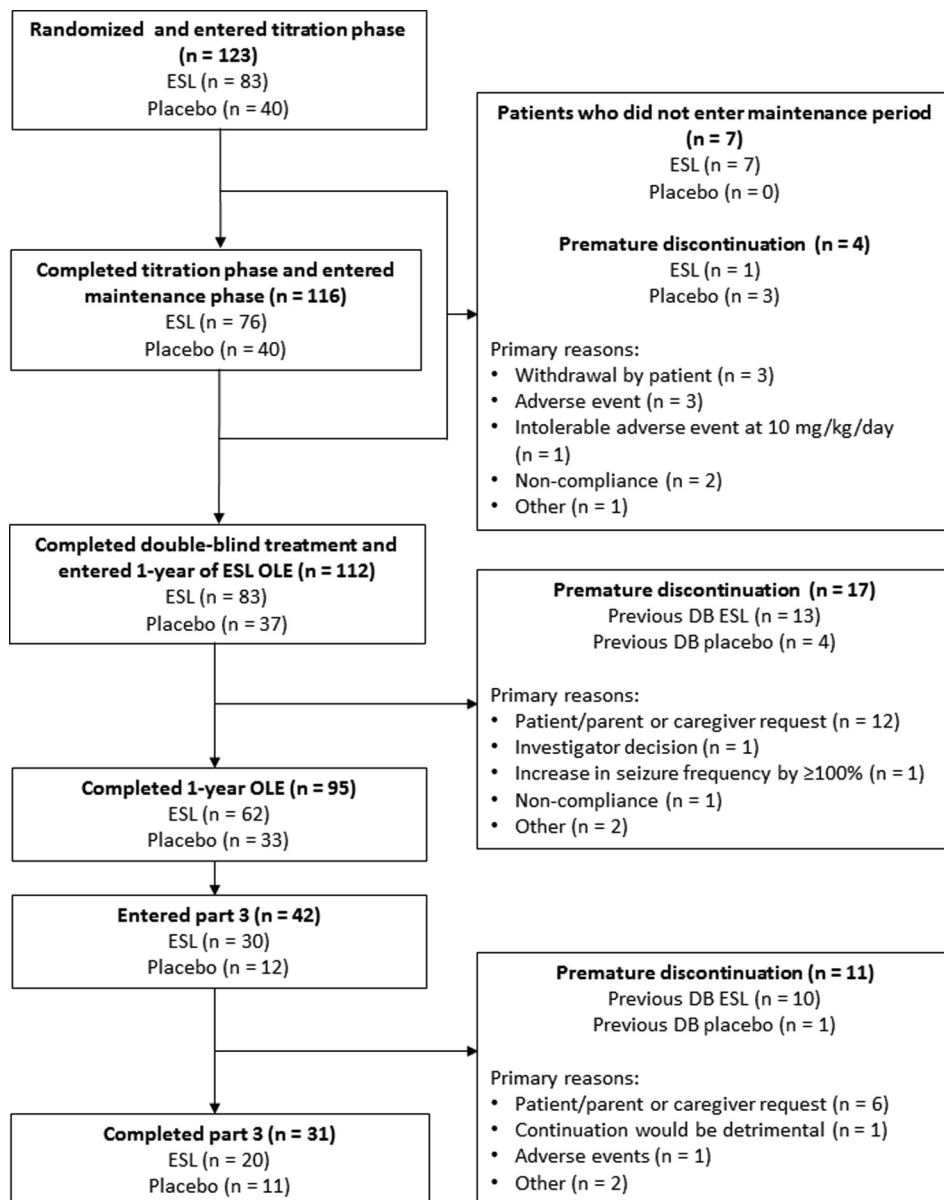 Randomized and entered titration phase
(n = 123)
ESL (n = 83)
Placebo (n = 40)
Patients who did not enter maintenance period
(n = 7)
ESL (n = 7)
Placebo (n = 0)
Premature discontinuation (n = 4)
ESL (n = 1)
Placebo (n = 3)
Primary reasons:
• Withdrawal by patient (n = 3)
• Adverse event (n = 3)
• Intolerable adverse event at 10 mg/kg/day
(n = 1)
• Non-compliance (n = 2)
• Other (n = 1)
Completed titration phase and entered
maintenance phase (n = 116)
ESL (n = 76)
Placebo (n = 40)
Completed double-blind treatment and
entered 1-year of ESL OLE (n = 112)
ESL (n = 83)
Placebo (n = 37)
Premature discontinuation (n = 17)
Previous DB ESL (n = 13)
Previous DB placebo (n = 4)
Primary reasons:
• Patient/parent or caregiver request (n = 12)
• Investigator decision (n = 1)
• Increase in seizure frequency by ≥100% (n = 1)
• Non-compliance (n = 1)
• Other (n = 2)
Completed 1-year OLE (n = 95)
ESL (n = 62)
Placebo (n = 33)
Entered part 3 (n = 42)
ESL (n = 30)
Placebo (n = 12)
Premature discontinuation (n = 11)
Previous DB ESL (n = 10)
Previous DB placebo (n = 1)
Primary reasons:
• Patient/parent or caregiver request (n = 6)
• Continuation would be detrimental (n = 1)
• Adverse events (n = 1)
• Other (n = 2)
Completed part 3 (n = 31)
ESL (n = 20)
Placebo (n = 11)